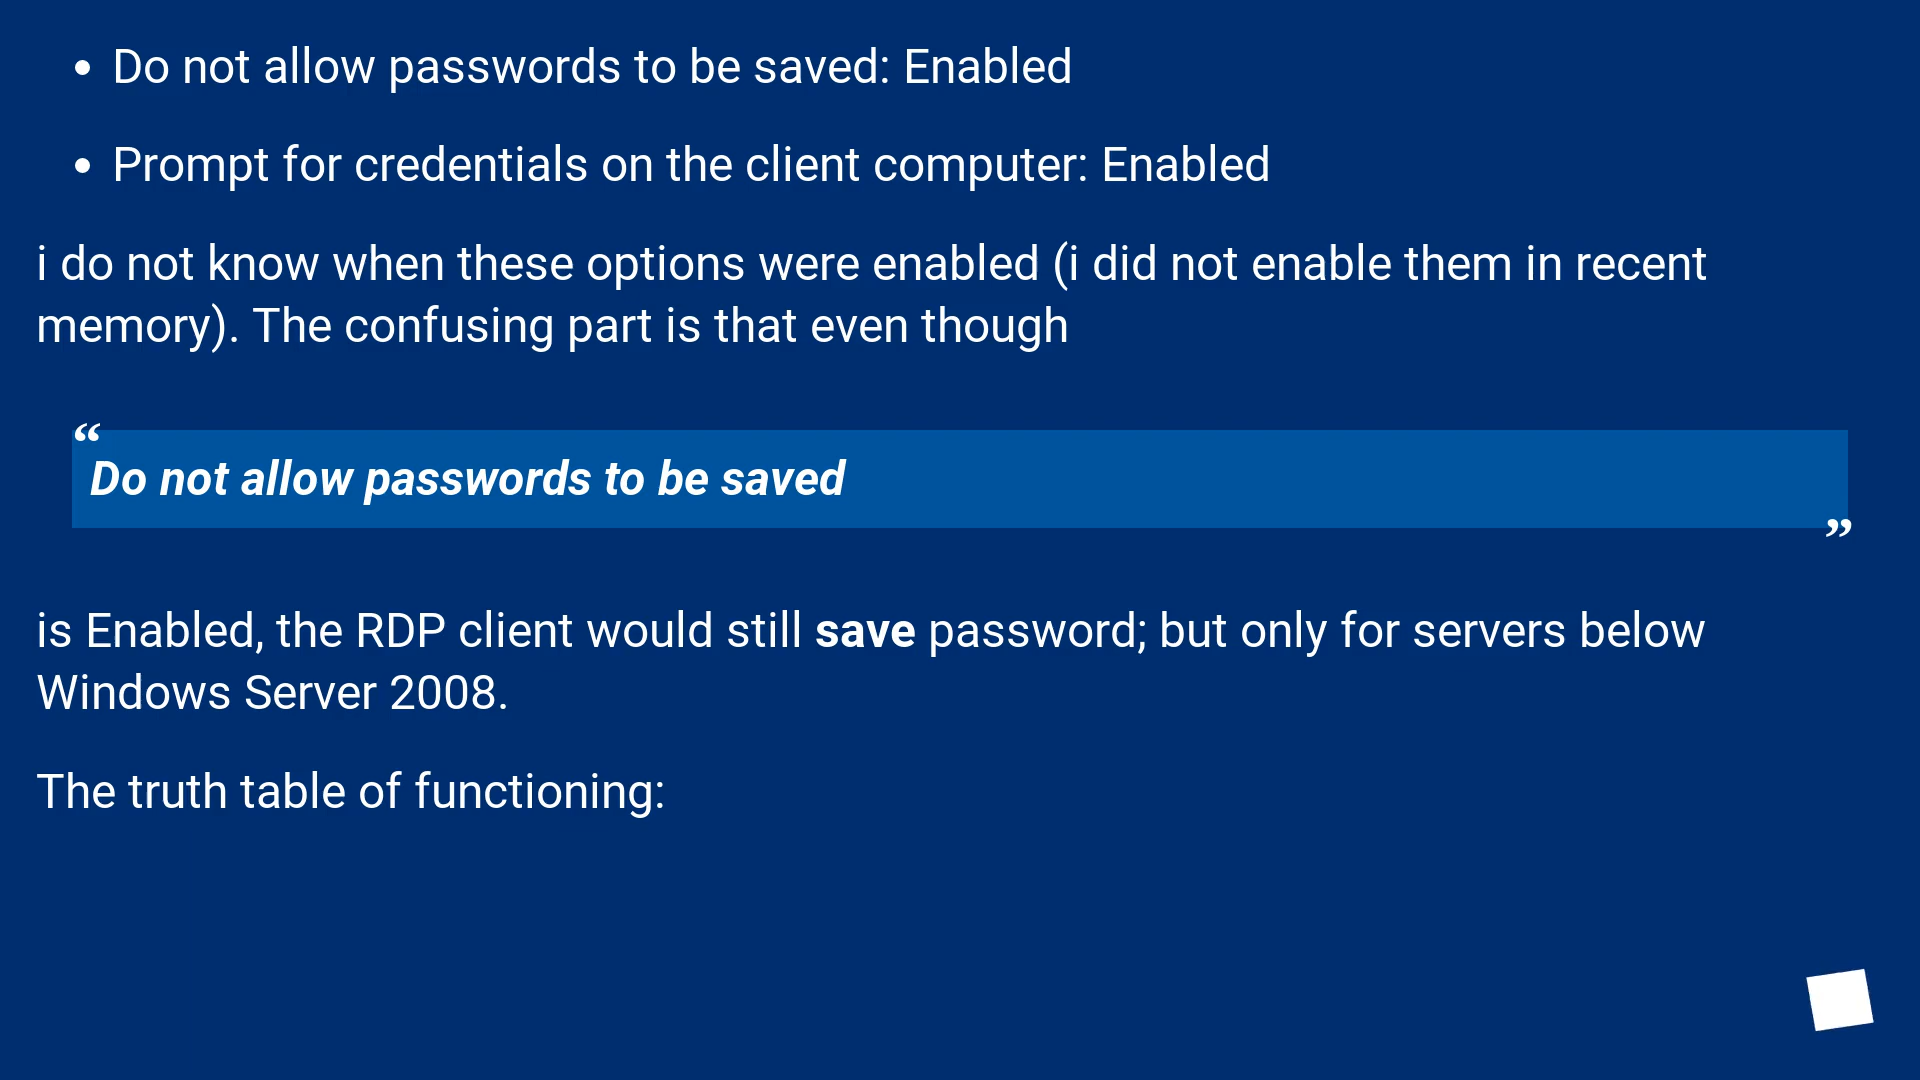 • Do not allow passwords to be saved: Enabled
• Prompt for credentials on the client computer: Enabled
i do not know when these options were enabled (i did not enable them in recent
memory). The confusing part is that even though
“
Do not allow passwords to be saved
”
is Enabled, the RDP client would still save password; but only for servers below
Windows Server 2008.
The truth table of functioning: